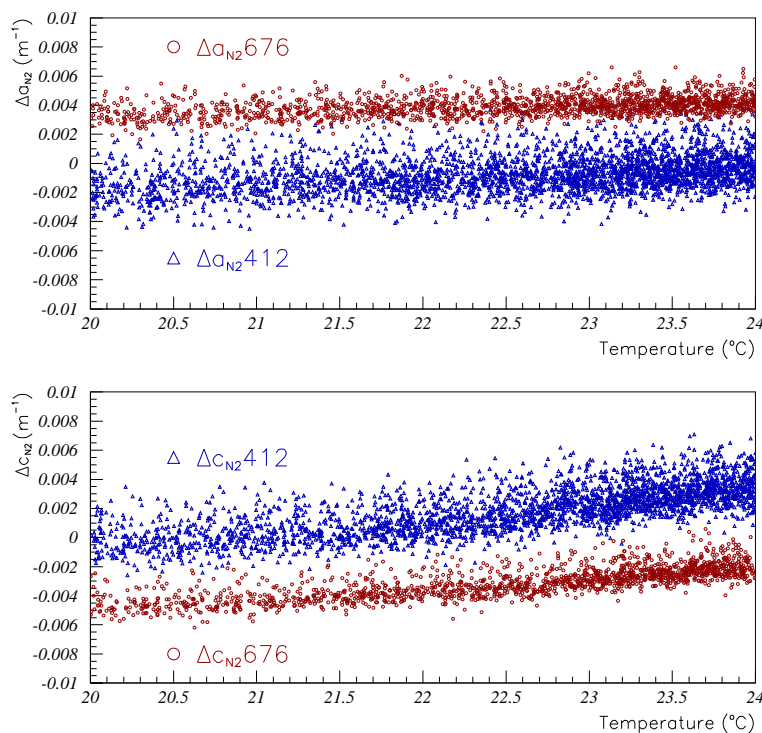 Δa_N2 (m⁻¹)
0.01
0.008
0.006
0.004
0.002
0
-0.002
-0.004
-0.006
-0.008
-0.01
Δa_N2 676
Δa_N2 412
20 20.5 21 21.5 22 22.5 23 23.5 24
Temperature (°C)
Δc_N2 (m⁻¹)
0.01
0.008
0.006
0.004
0.002
0
-0.002
-0.004
-0.006
-0.008
-0.01
Δc_N2 412
Δc_N2 676
20 20.5 21 21.5 22 22.5 23 23.5 24
Temperature (°C)